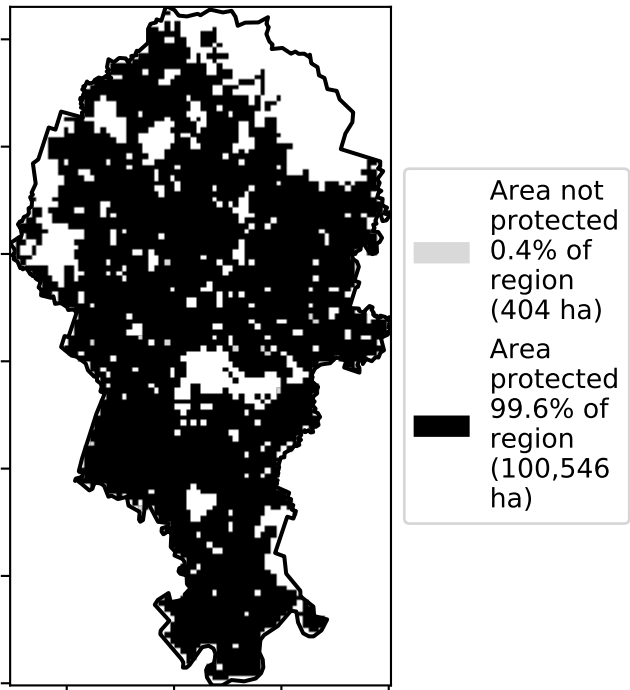 Area not
protected
0.4% of
region
(404 ha)
Area
protected
99.6% of
region
(100,546
ha)